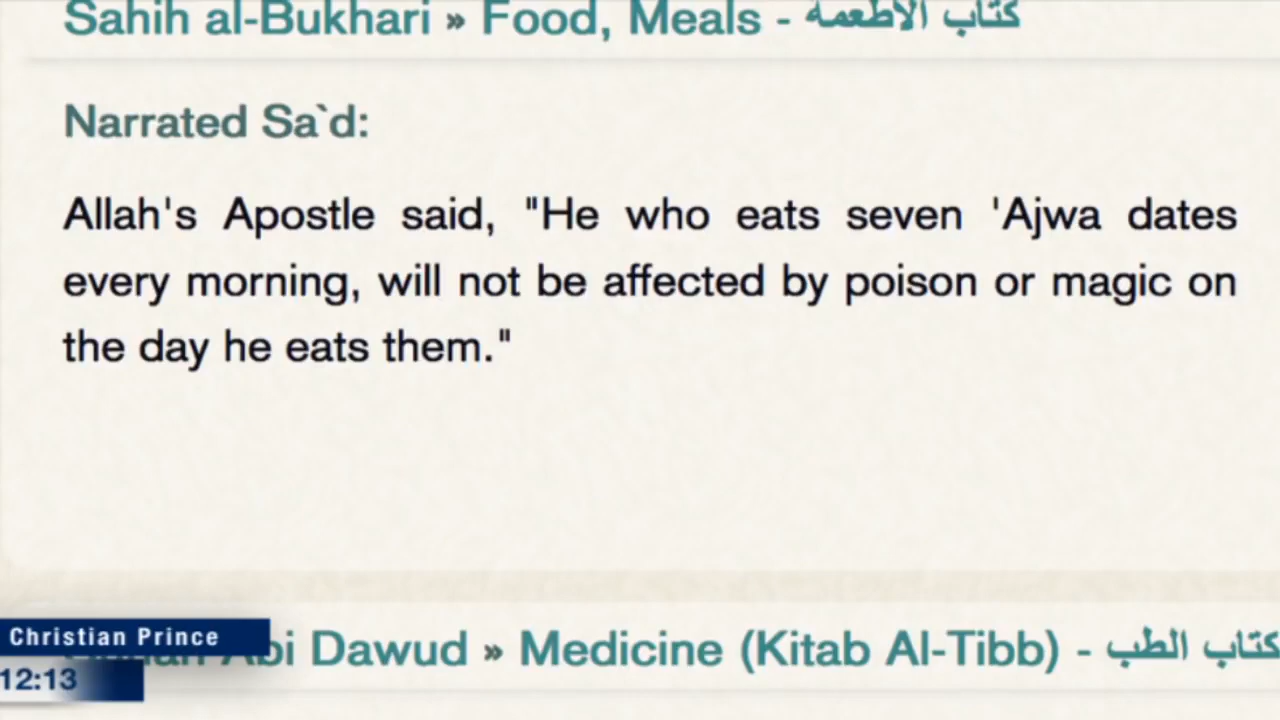 Sahih al-Bukhari » Food, Meals - كتاب الأطعمة
Narrated Sa`d:
Allah's Apostle said, "He who eats seven 'Ajwa dates
every morning, will not be affected by poison or magic on
the day he eats them."
Christian Prince
Abi Dawud » Medicine (Kitab Al-Tibb) - كتاب الطب
12:13